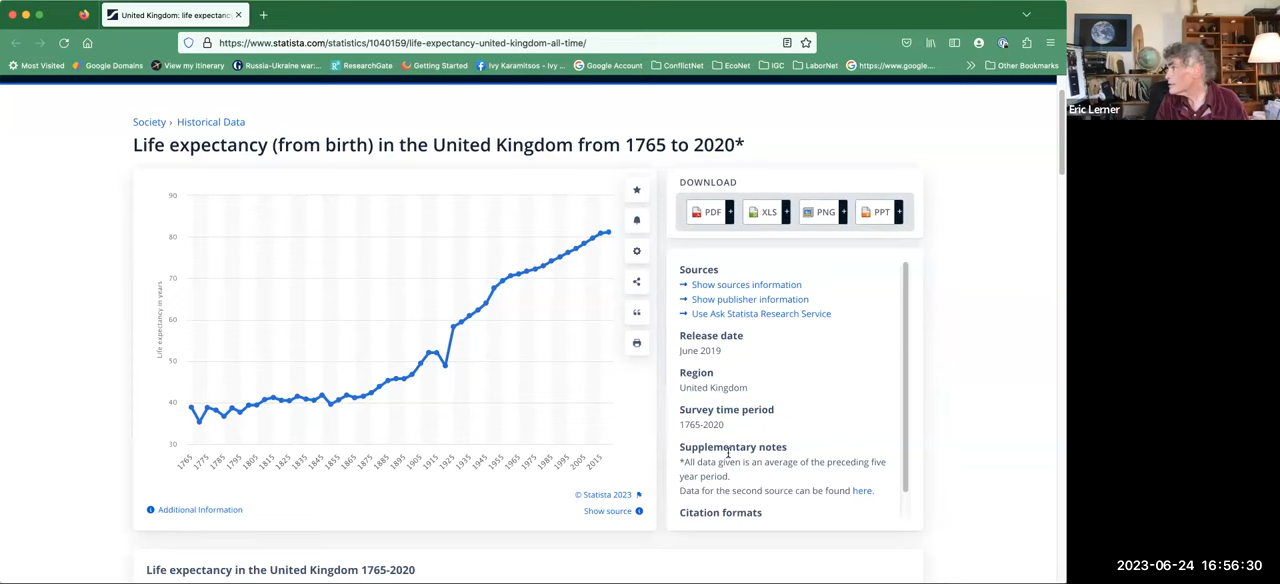 United Kingdom: life expectanc
https://www.statista.com/statistics/1040159/life-expectancy-united-kingdom-all-time/
Most Visited
Google Domains
View my Itinerary
Russia-Ukraine war:...
ResearchGate
Getting Started
Ivy Karamitsos - Ivy ...
Google Account
ConflictNet
EcoNet
IGC
LaborNet
https://www.google....
Other Bookmarks
Eric Lerner
Society › Historical Data
Life expectancy (from birth) in the United Kingdom from 1765 to 2020*
Life expectancy in years
90
80
70
60
50
40
30
1765
1775
1785
1795
1805
1815
1825
1835
1845
1855
1865
1875
1885
1895
1905
1915
1925
1935
1945
1955
1965
1975
1985
1995
2005
2015
© Statista 2023
Additional Information
Show source
DOWNLOAD
PDF +
XLS +
PNG +
PPT +
Sources
→ Show sources information
→ Show publisher information
→ Use Ask Statista Research Service
Release date
June 2019
Region
United Kingdom
Survey time period
1765-2020
Supplementary notes
*All data given is an average of the preceding five
year period.
Data for the second source can be found here.
Citation formats
Life expectancy in the United Kingdom 1765-2020
2023-06-24 16:56:30